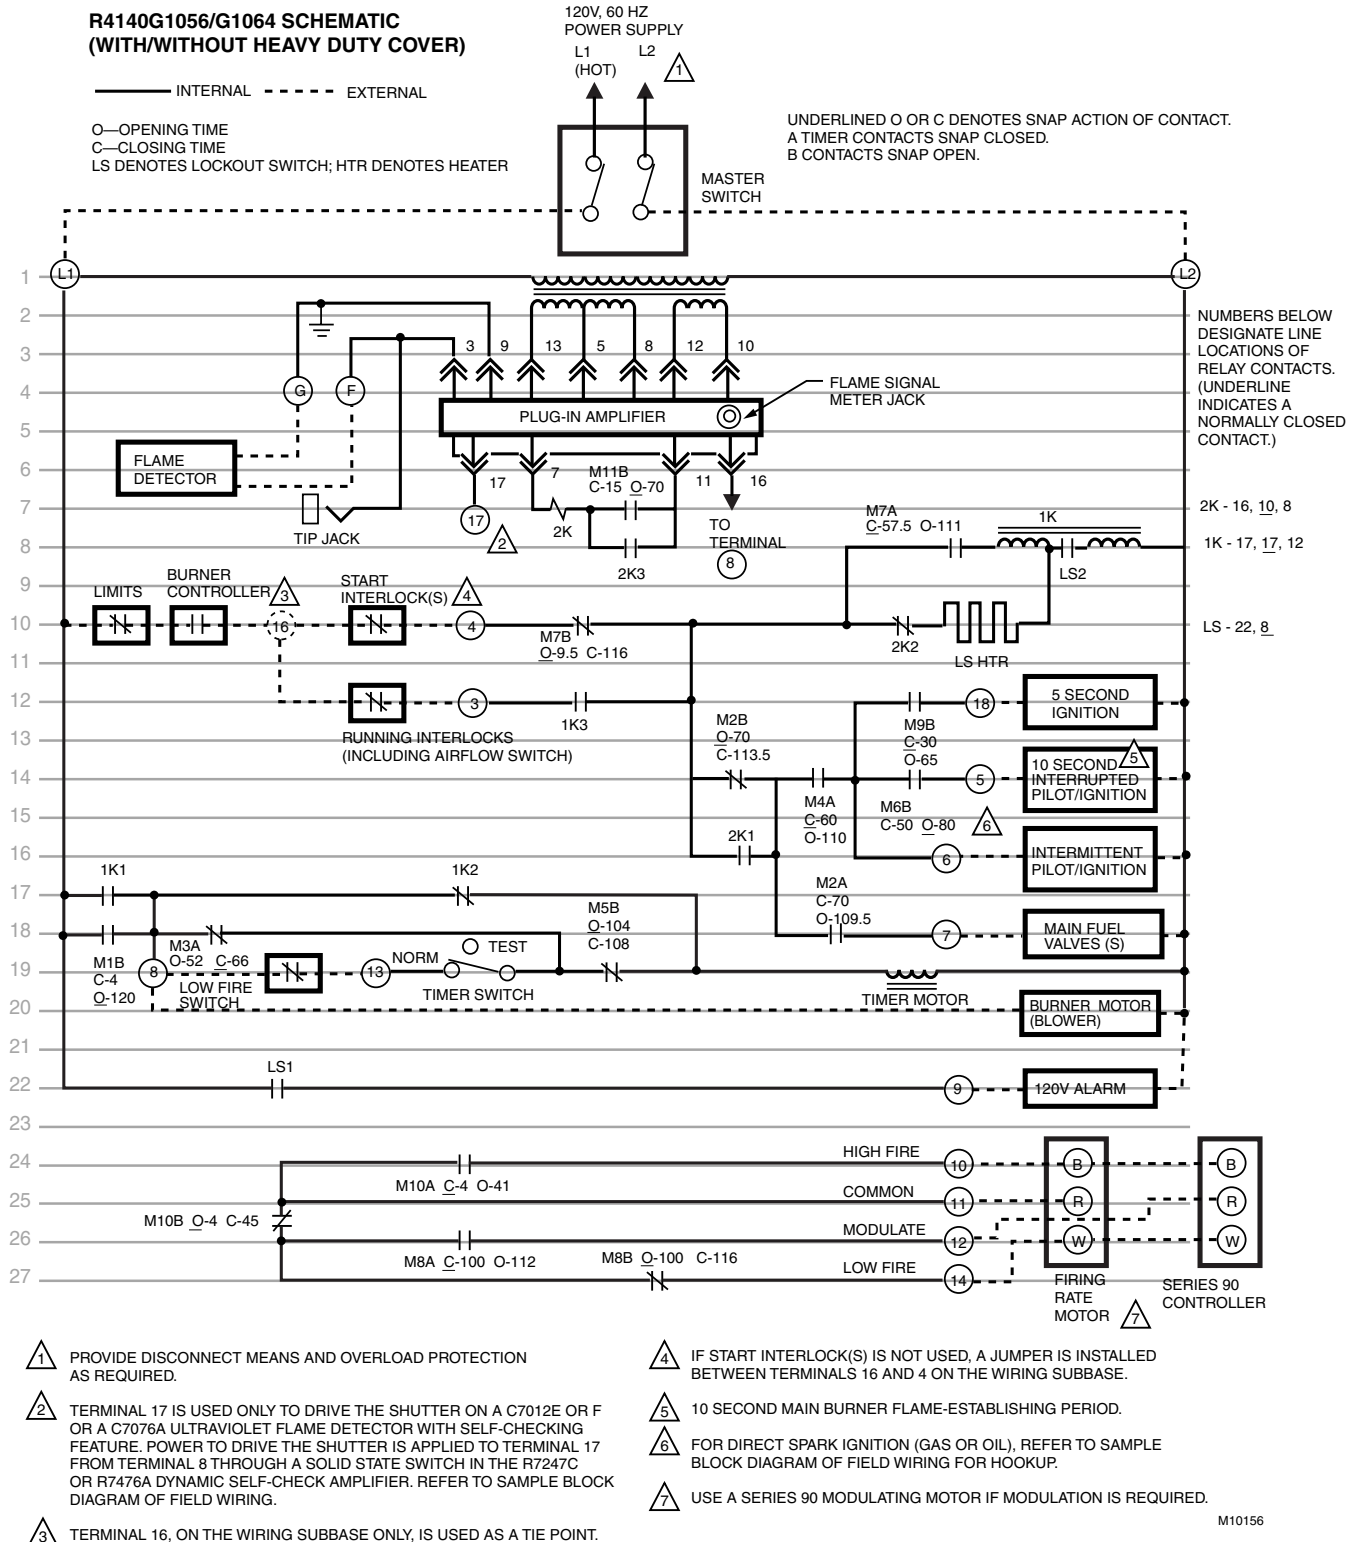 R4140G1056/G1064 SCHEMATIC
(WITH/WITHOUT HEAVY DUTY COVER)
INTERNAL
EXTERNAL
O—OPENING TIME
C—CLOSING TIME
LS DENOTES LOCKOUT SWITCH; HTR DENOTES HEATER
120V, 60 HZ
POWER SUPPLY
L1
(HOT)
L2
1
UNDERLINED O OR C DENOTES SNAP ACTION OF CONTACT.
A TIMER CONTACTS SNAP CLOSED.
B CONTACTS SNAP OPEN.
MASTER
SWITCH
1
L1
L2
2
NUMBERS BELOW
DESIGNATE LINE
LOCATIONS OF
RELAY CONTACTS.
(UNDERLINE
INDICATES A
NORMALLY CLOSED
CONTACT.)
3
3
9
13
5
8
12
10
4
G
F
FLAME SIGNAL
METER JACK
PLUG-IN AMPLIFIER
5
FLAME
DETECTOR
6
17
7
M11B
C-15 O-70
11
16
7
17
2
2K
TIP JACK
TO
TERMINAL
8
M7A
C-57.5 O-111
1K
2K - 16, 10, 8
8
2K3
LS2
1K - 17, 17, 12
9
LIMITS
BURNER
CONTROLLER
3
START
INTERLOCK(S)
4
10
16
4
M7B
O-9.5 C-116
2K2
LS HTR
LS - 22, 8
11
12
3
1K3
RUNNING INTERLOCKS
(INCLUDING AIRFLOW SWITCH)
M2B
O-70
C-113.5
18
M9B
C-30
O-65
5 SECOND
IGNITION
13
14
M4A
C-60
O-110
5
M6B
C-50 O-80
6
10 SECOND
INTERRUPTED
PILOT/IGNITION
5
15
16
2K1
6
INTERMITTENT
PILOT/IGNITION
17
1K1
1K2
M2A
C-70
O-109.5
18
M1B
C-4
O-120
M3A
O-52 C-66
M5B
O-104
C-108
7
MAIN FUEL
VALVES (S)
19
8
LOW FIRE
SWITCH
13
NORM
TEST
TIMER SWITCH
TIMER MOTOR
20
BURNER MOTOR
(BLOWER)
21
22
LS1
9
120V ALARM
23
24
M10A C-4 O-41
HIGH FIRE
10
B
B
25
M10B O-4 C-45
COMMON
11
R
R
26
M8A C-100 O-112
MODULATE
12
W
W
27
M8B O-100 C-116
LOW FIRE
14
FIRING
RATE
MOTOR
7
SERIES 90
CONTROLLER
1 PROVIDE DISCONNECT MEANS AND OVERLOAD PROTECTION
AS REQUIRED.
2 TERMINAL 17 IS USED ONLY TO DRIVE THE SHUTTER ON A C7012E OR F
OR A C7076A ULTRAVIOLET FLAME DETECTOR WITH SELF-CHECKING
FEATURE. POWER TO DRIVE THE SHUTTER IS APPLIED TO TERMINAL 17
FROM TERMINAL 8 THROUGH A SOLID STATE SWITCH IN THE R7247C
OR R7476A DYNAMIC SELF-CHECK AMPLIFIER. REFER TO SAMPLE BLOCK
DIAGRAM OF FIELD WIRING.
3 TERMINAL 16, ON THE WIRING SUBBASE ONLY, IS USED AS A TIE POINT.
4 IF START INTERLOCK(S) IS NOT USED, A JUMPER IS INSTALLED
BETWEEN TERMINALS 16 AND 4 ON THE WIRING SUBBASE.
5 10 SECOND MAIN BURNER FLAME-ESTABLISHING PERIOD.
6 FOR DIRECT SPARK IGNITION (GAS OR OIL), REFER TO SAMPLE
BLOCK DIAGRAM OF FIELD WIRING FOR HOOKUP.
7 USE A SERIES 90 MODULATING MOTOR IF MODULATION IS REQUIRED.
M10156